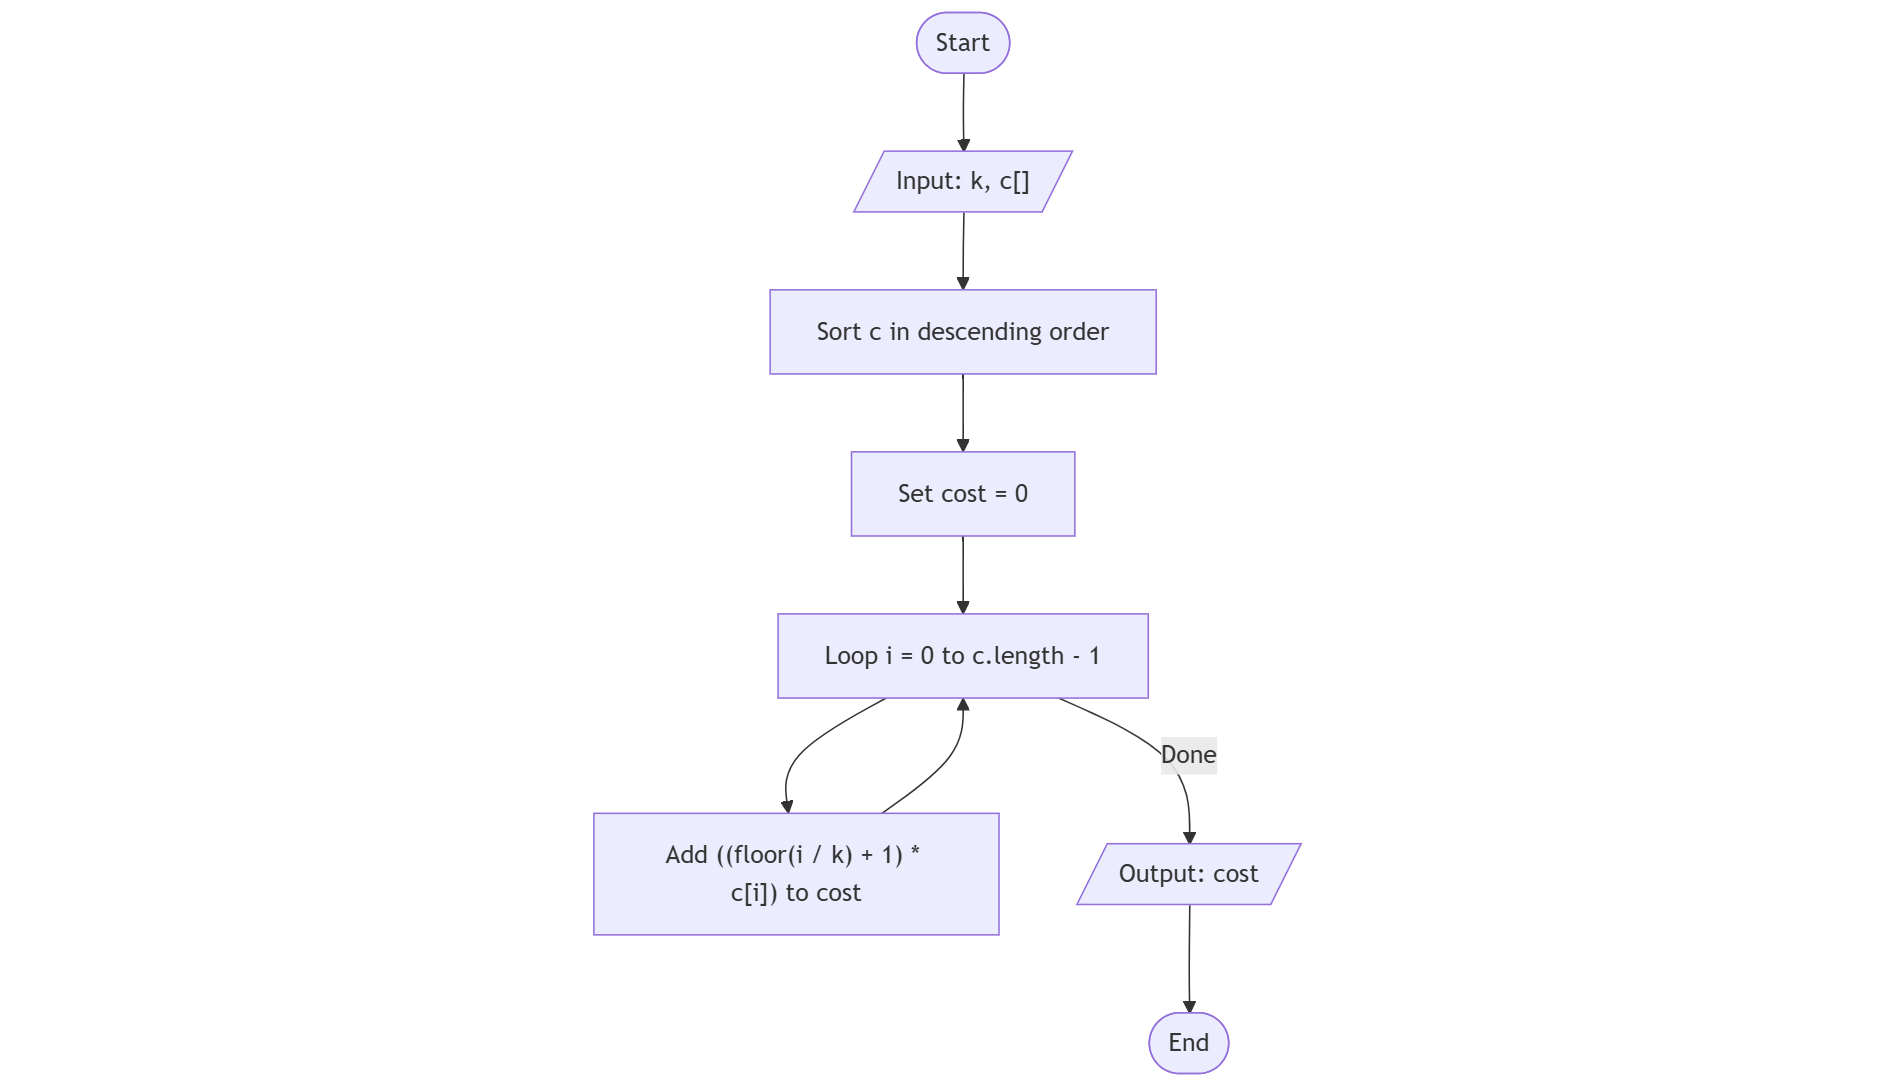 Start
Input: k, c[]
Sort c in descending order
Set cost = 0
Loop i = 0 to c.length - 1
Done
Add ((floor(i / k) + 1) *
c[i]) to cost
Output: cost
End